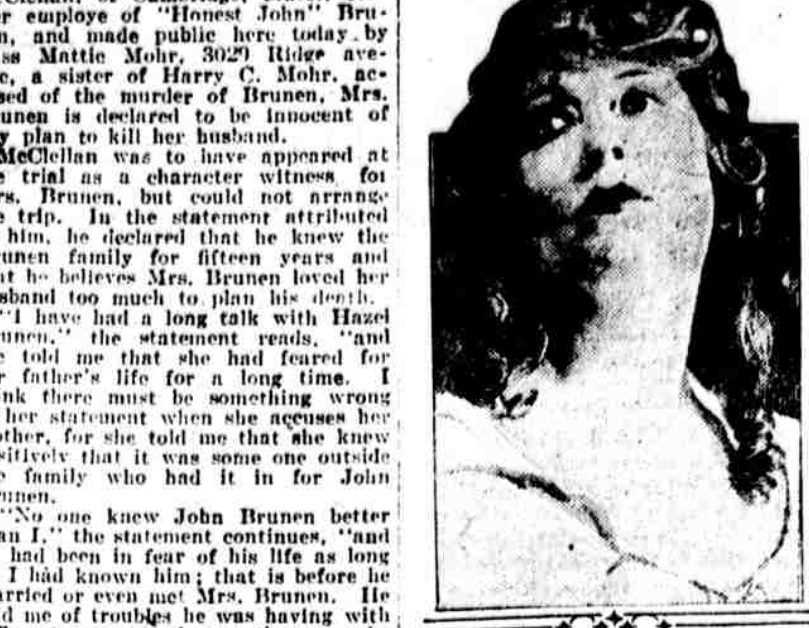 er employe of "Honest John" Bru-
n, and made public here today by
ss Mattie Mohr, 3029 Ridge ave-
e, a sister of Harry C. Mohr, ac-
sed of the murder of Brunen, Mrs.
unen is declared to be innocent of
y plan to kill her husband.
McClellan was to have appeared at
e trial as a character witness for
rs. Brunen, but could not arrange
e trip. In the statement attributed
him, he declared that he knew the
runen family for fifteen years and
at he believes Mrs. Brunen loved her
sband too much to plan his death.
"I have had a long talk with Hazel
unen," the statement reads, "and
e told me that she had feared for
r father's life for a long time. I
nk there must be something wrong
her statement when she accuses her
other, for she told me that she knew
sitively that it was some one outside
e family who had it in for John
unen.
"No one knew John Brunen better
an I," the statement continues, "and
had been in fear of his life as long
I had known him; that is before he
arried or even met Mrs. Brunen. He
d me of troubles he was having with